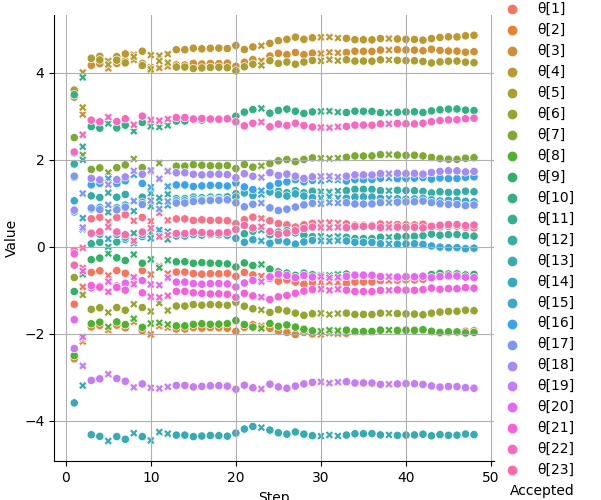 θ[1]
θ[2]
θ[3]
θ[4]
θ[5]
θ[6]
θ[7]
θ[8]
θ[9]
θ[10]
θ[11]
θ[12]
θ[13]
θ[14]
θ[15]
θ[16]
θ[17]
θ[18]
θ[19]
θ[20]
θ[21]
θ[22]
θ[23]
Accepted
Value
4
2
0
−2
−4
0
10
20
30
40
50
Step